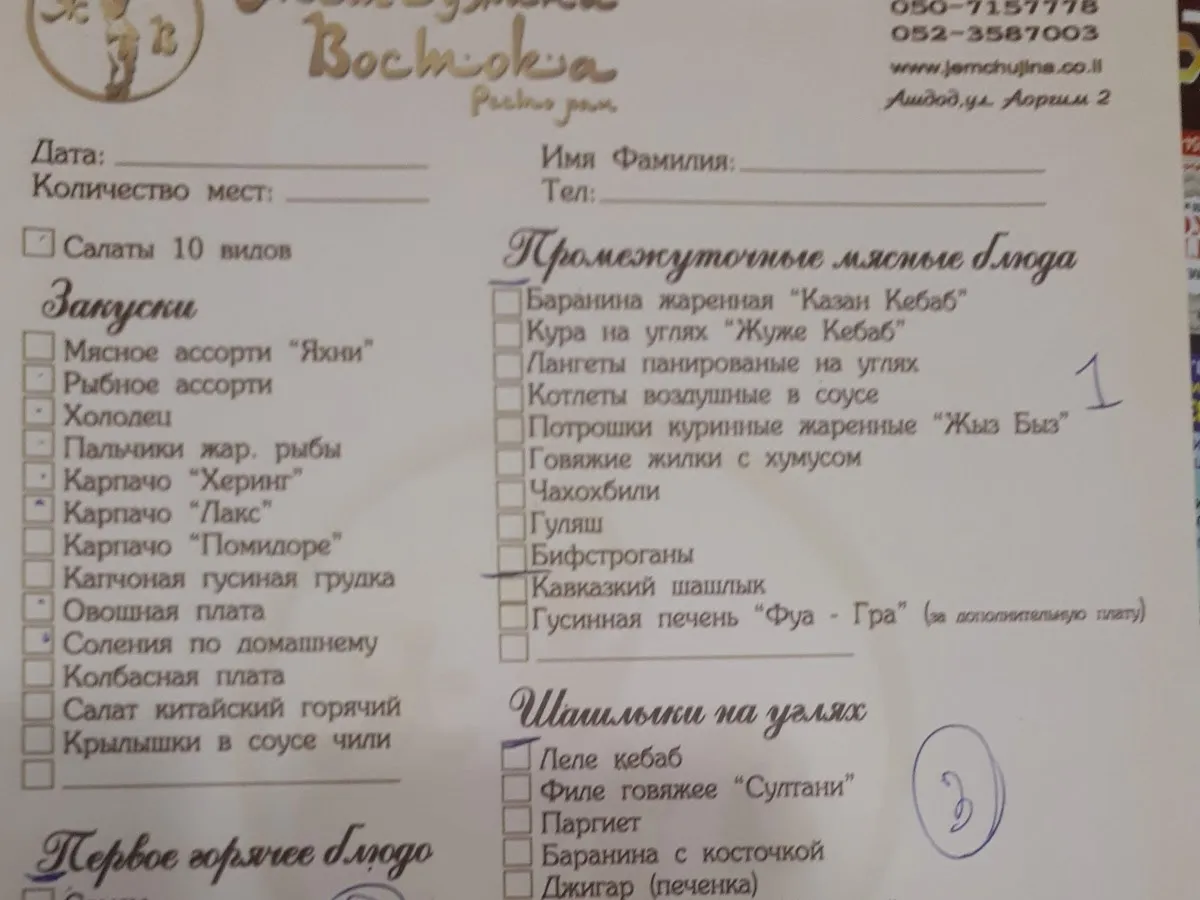 Ж В
Востока
Ресторан
050-7157778
052-3587003
www.jemchujina.co.il
Ашдод,ул. Аоргим 2
Дата:
Количество мест:
Имя Фамилия:
Тел:
Салаты 10 видов
Закуски
Мясное ассорти "Яхни"
Рыбное ассорти
Холодец
Пальчики жар. рыбы
Карпачо "Херинг"
Карпачо "Лакс"
Карпачо "Помидоре"
Капчоная гусиная грудка
Овошная плата
Соления по домашнему
Колбасная плата
Салат китайский горячий
Крылышки в соусе чили
Первое горячее блюдо
Промежуточные мясные блюда
Баранина жаренная "Казан Кебаб"
Кура на углях "Жуже Кебаб"
Лангеты панированые на углях
Котлеты воздушные в соусе
Потрошки куринные жаренные "Жыз Быз"
Говяжие жилки с хумусом
Чахохбили
Гуляш
Бифстроганы
Кавказкий шашлык
Гусинная печень "Фуа - Гра" (за дополнительную плату)
1
Шашлыки на углях
Леле кебаб
Филе говяжее "Султани"
Паргиет
Баранина с косточкой
Джигар (печенка)
3